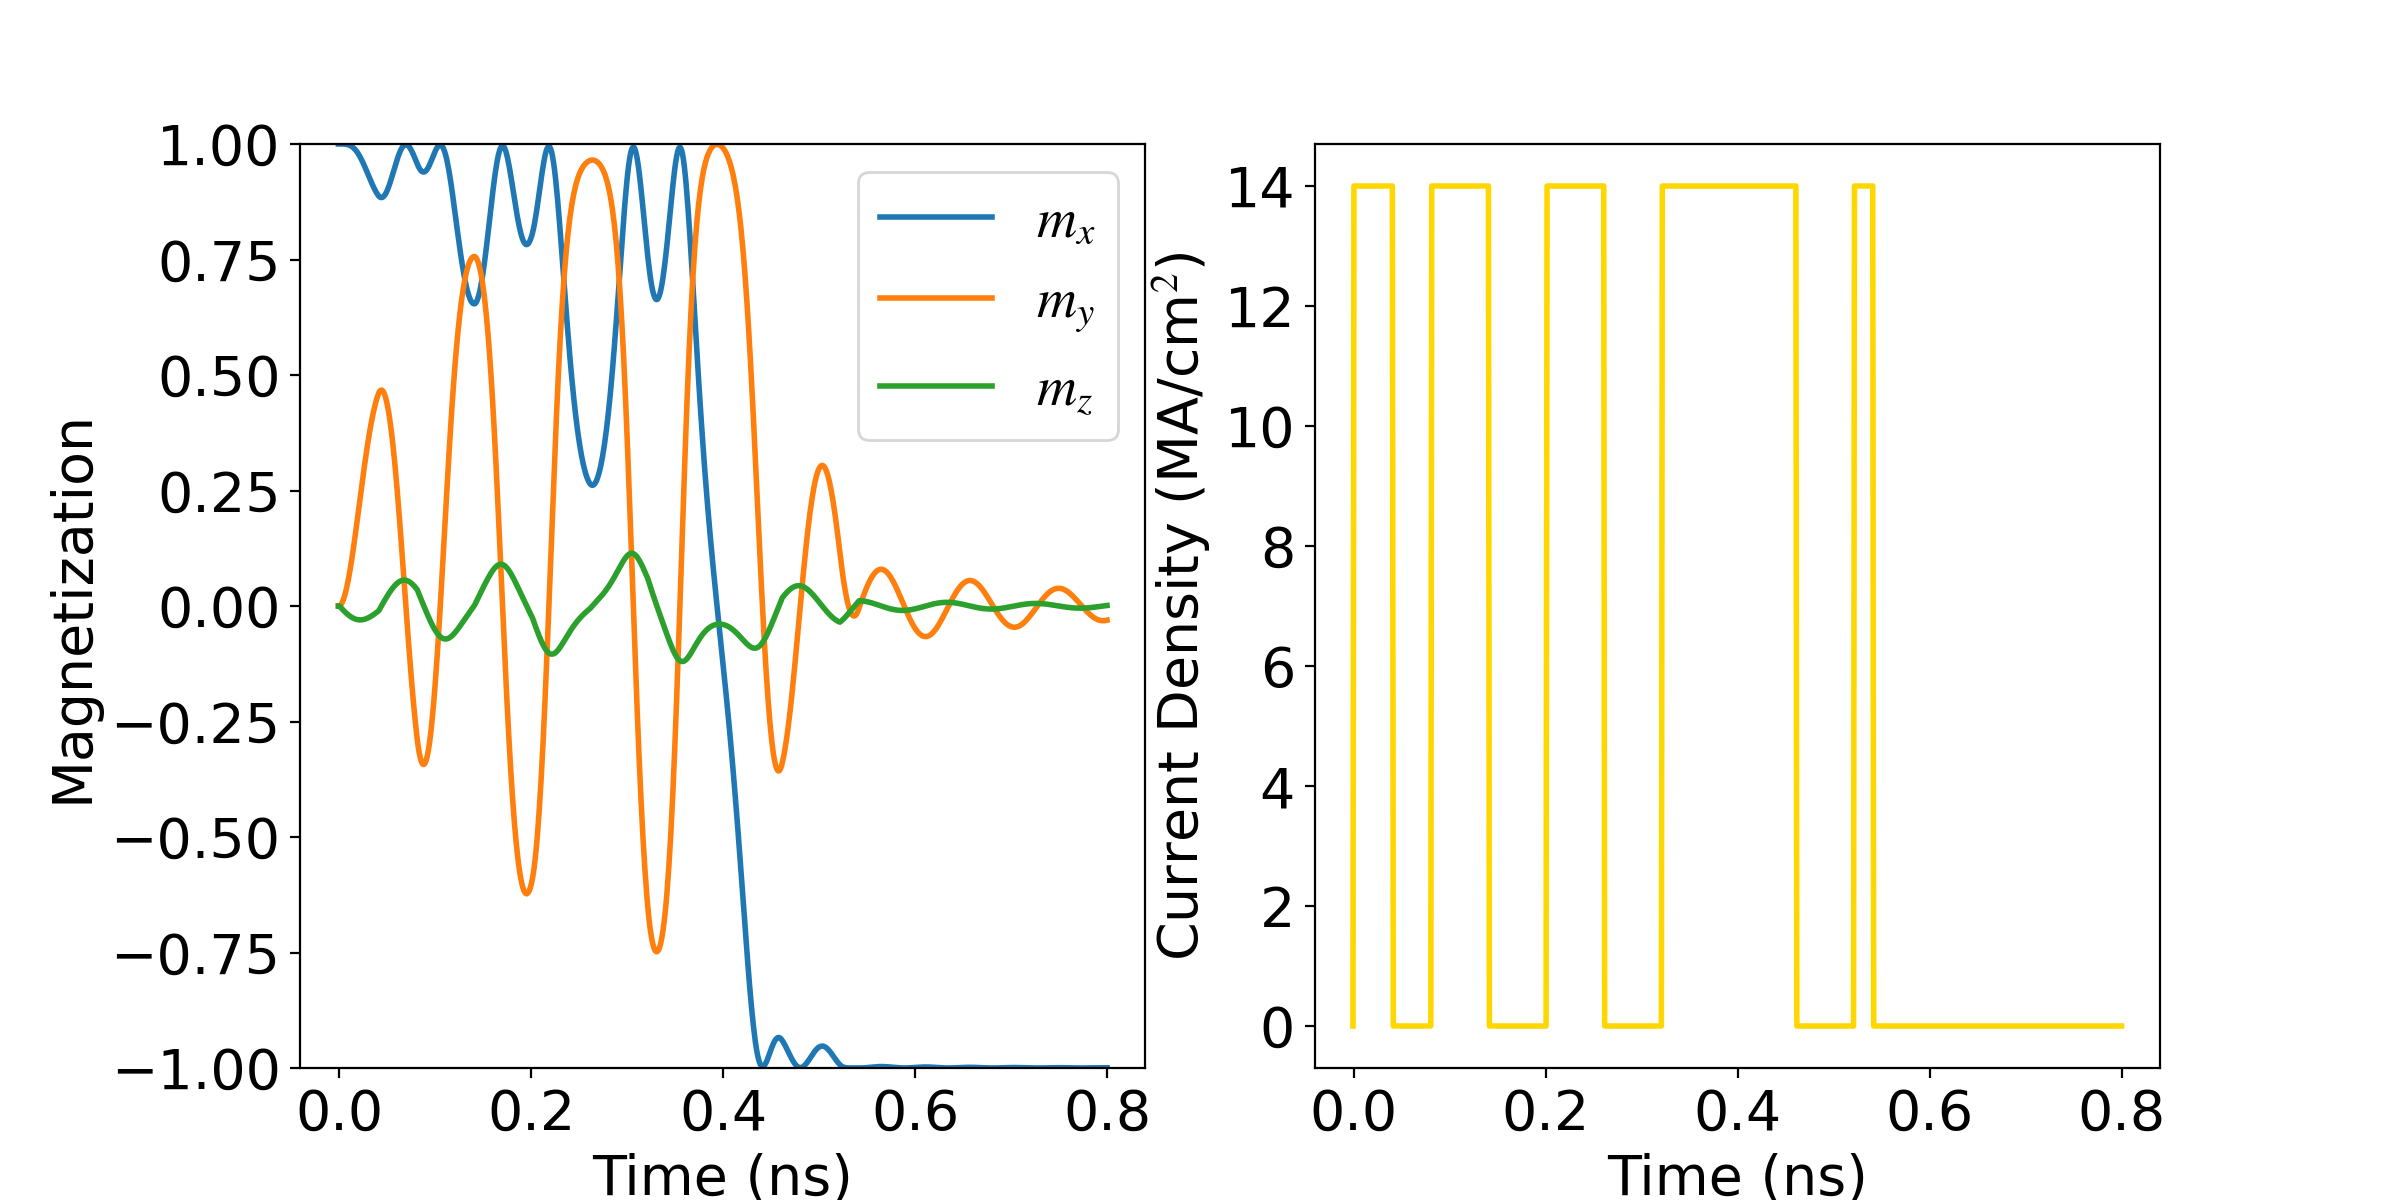 Magnetization
1.00
0.75
0.50
0.25
0.00
−0.25
−0.50
−0.75
−1.00
0.0 0.2 0.4 0.6 0.8
Time (ns)
m_x
m_y
m_z
Current Density (MA/cm²)
14
12
10
8
6
4
2
0
0.0 0.2 0.4 0.6 0.8
Time (ns)